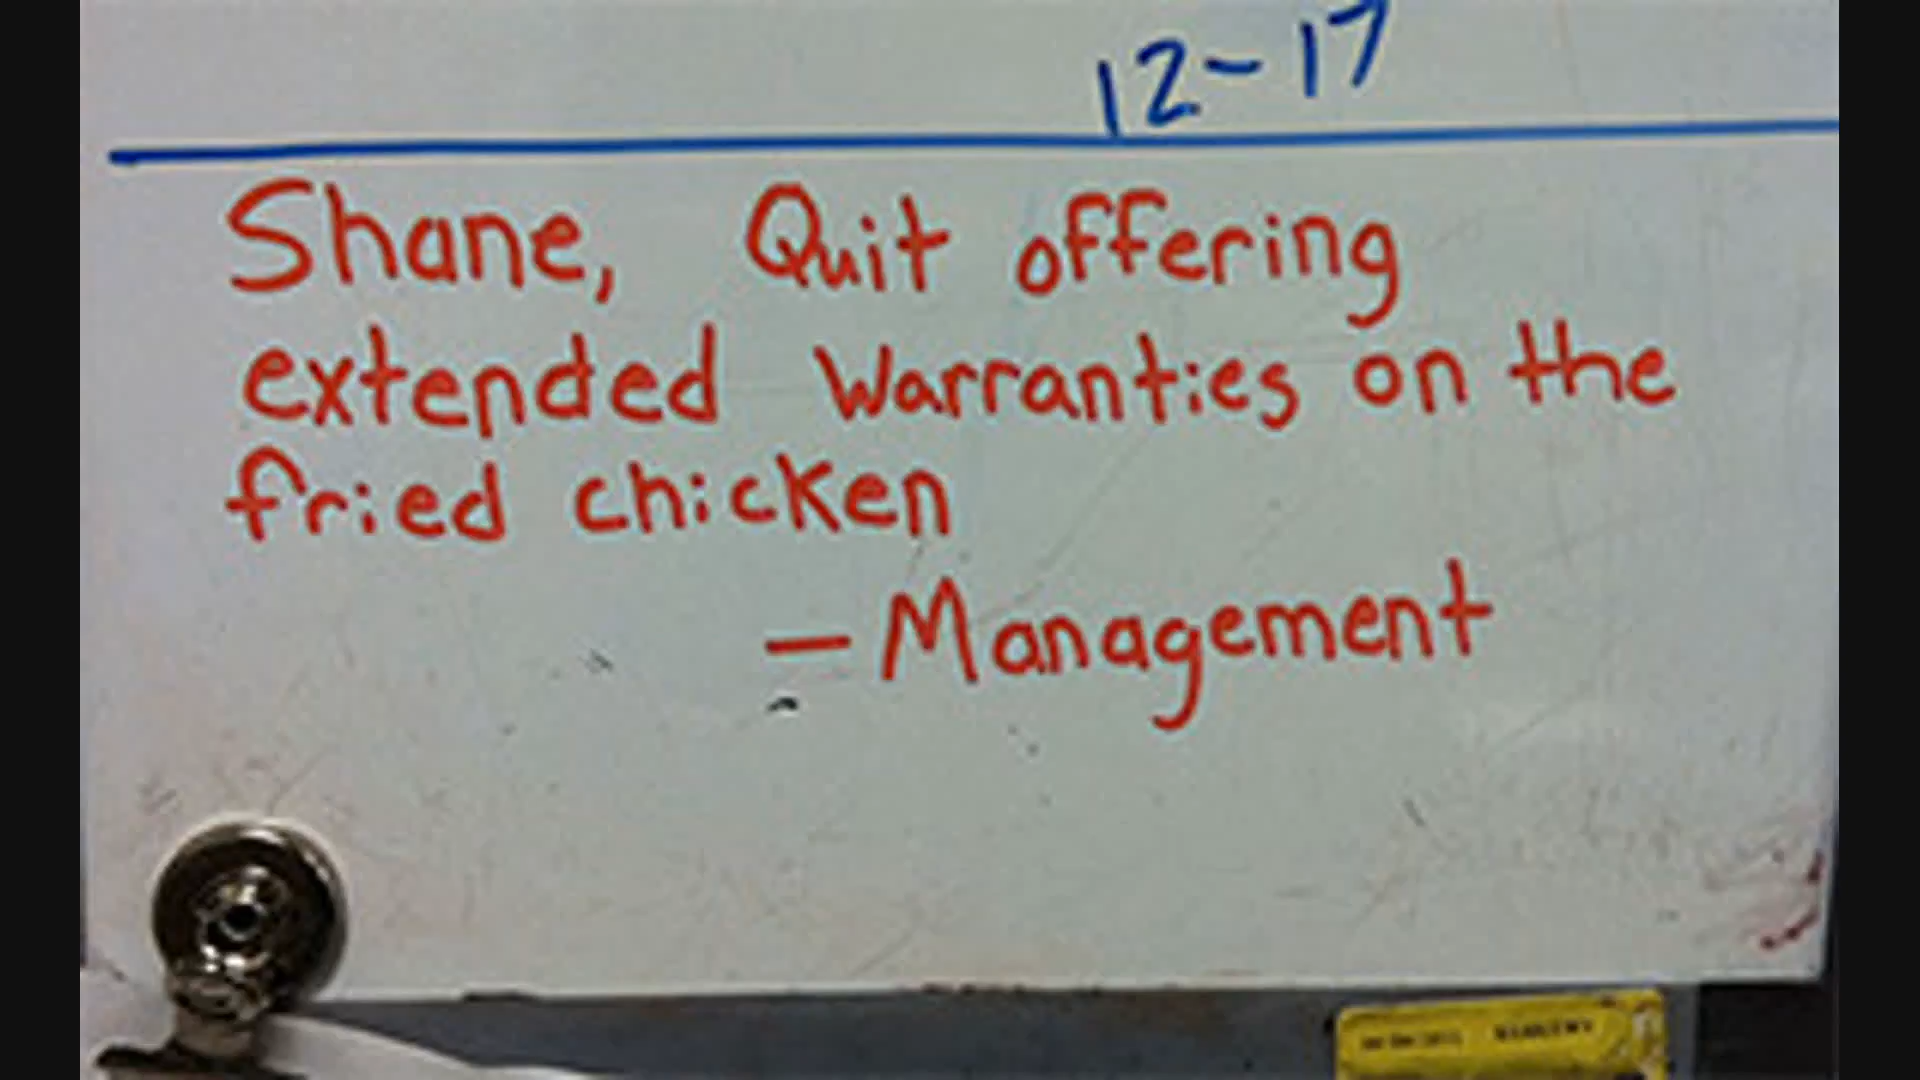 12-17
Shane, Quit offering
extended warranties on the
fried chicken
- Management